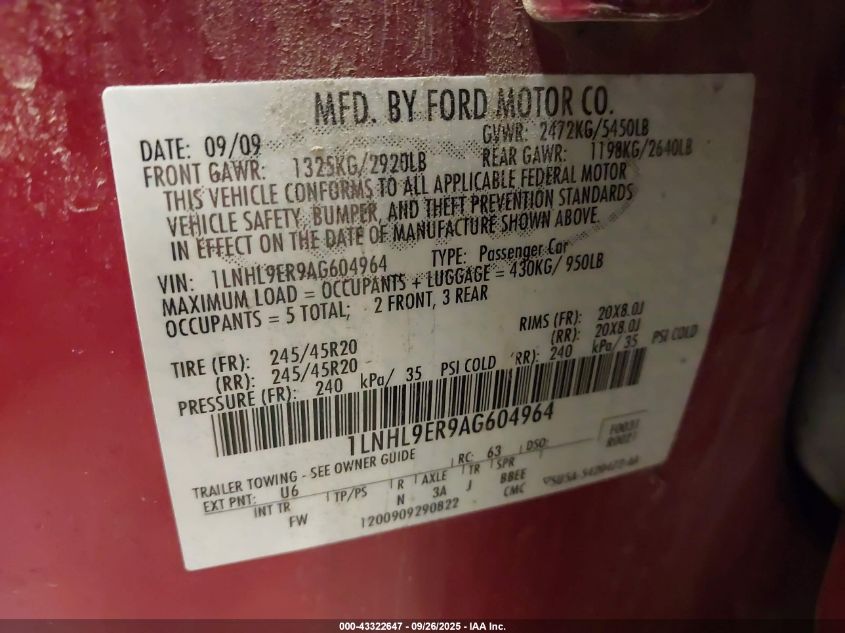 MFD. BY FORD MOTOR CO.
DATE: 09/09 GVWR: 2472KG/5450LB
FRONT GAWR: 1325KG/2920LB REAR GAWR: 1198KG/2640LB
THIS VEHICLE CONFORMS TO ALL APPLICABLE FEDERAL MOTOR
VEHICLE SAFETY, BUMPER, AND THEFT PREVENTION STANDARDS
IN EFFECT ON THE DATE OF MANUFACTURE SHOWN ABOVE.
VIN: 1LNHL9ER9AG604964 TYPE: Passenger Car
MAXIMUM LOAD = OCCUPANTS + LUGGAGE = 430KG/ 950LB
OCCUPANTS = 5 TOTAL; 2 FRONT, 3 REAR
TIRE (FR): 245/45R20 RIMS (FR): 20X8.0J
(RR): 245/45R20 (RR): 20X8.0J
PRESSURE (FR): 240 kPa/ 35 PSI COLD (RR): 240 kPa/ 35 PSI COLD
1LNHL9ER9AG604964
F0031
R0021
TRAILER TOWING - SEE OWNER GUIDE RC: 63 DSO:
EXT PNT: U6 TP/PS R AXLE TR SPR
INT TR N 3A J BBEE
FW 1200909290822 CMC
000-43322647 - 09/26/2025 - IAA Inc.